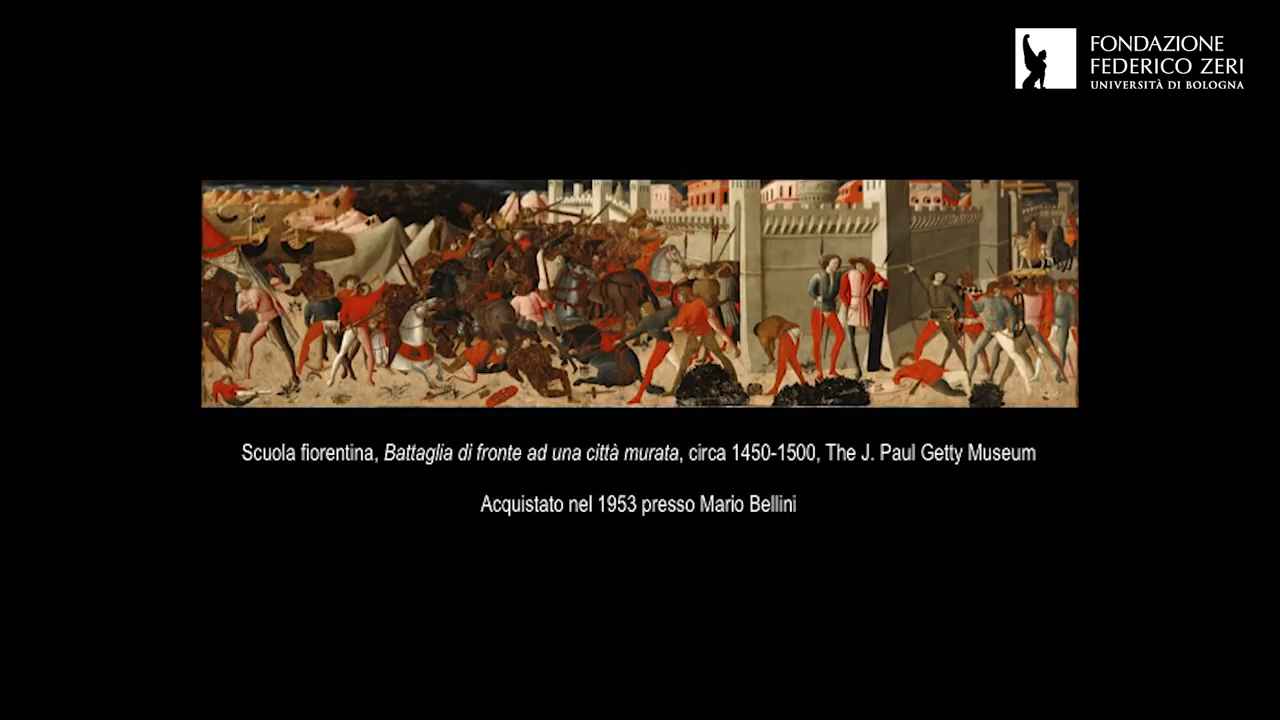 FONDAZIONE
FEDERICO ZERI
UNIVERSITÀ DI BOLOGNA
Scuola fiorentina, Battaglia di fronte ad una città murata, circa 1450-1500, The J. Paul Getty Museum
Acquistato nel 1953 presso Mario Bellini